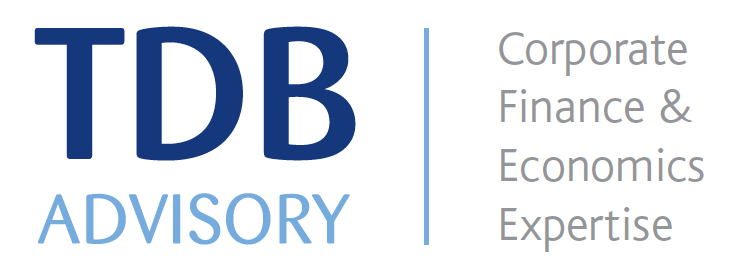 TDB
ADVISORY
Corporate
Finance &
Economics
Expertise